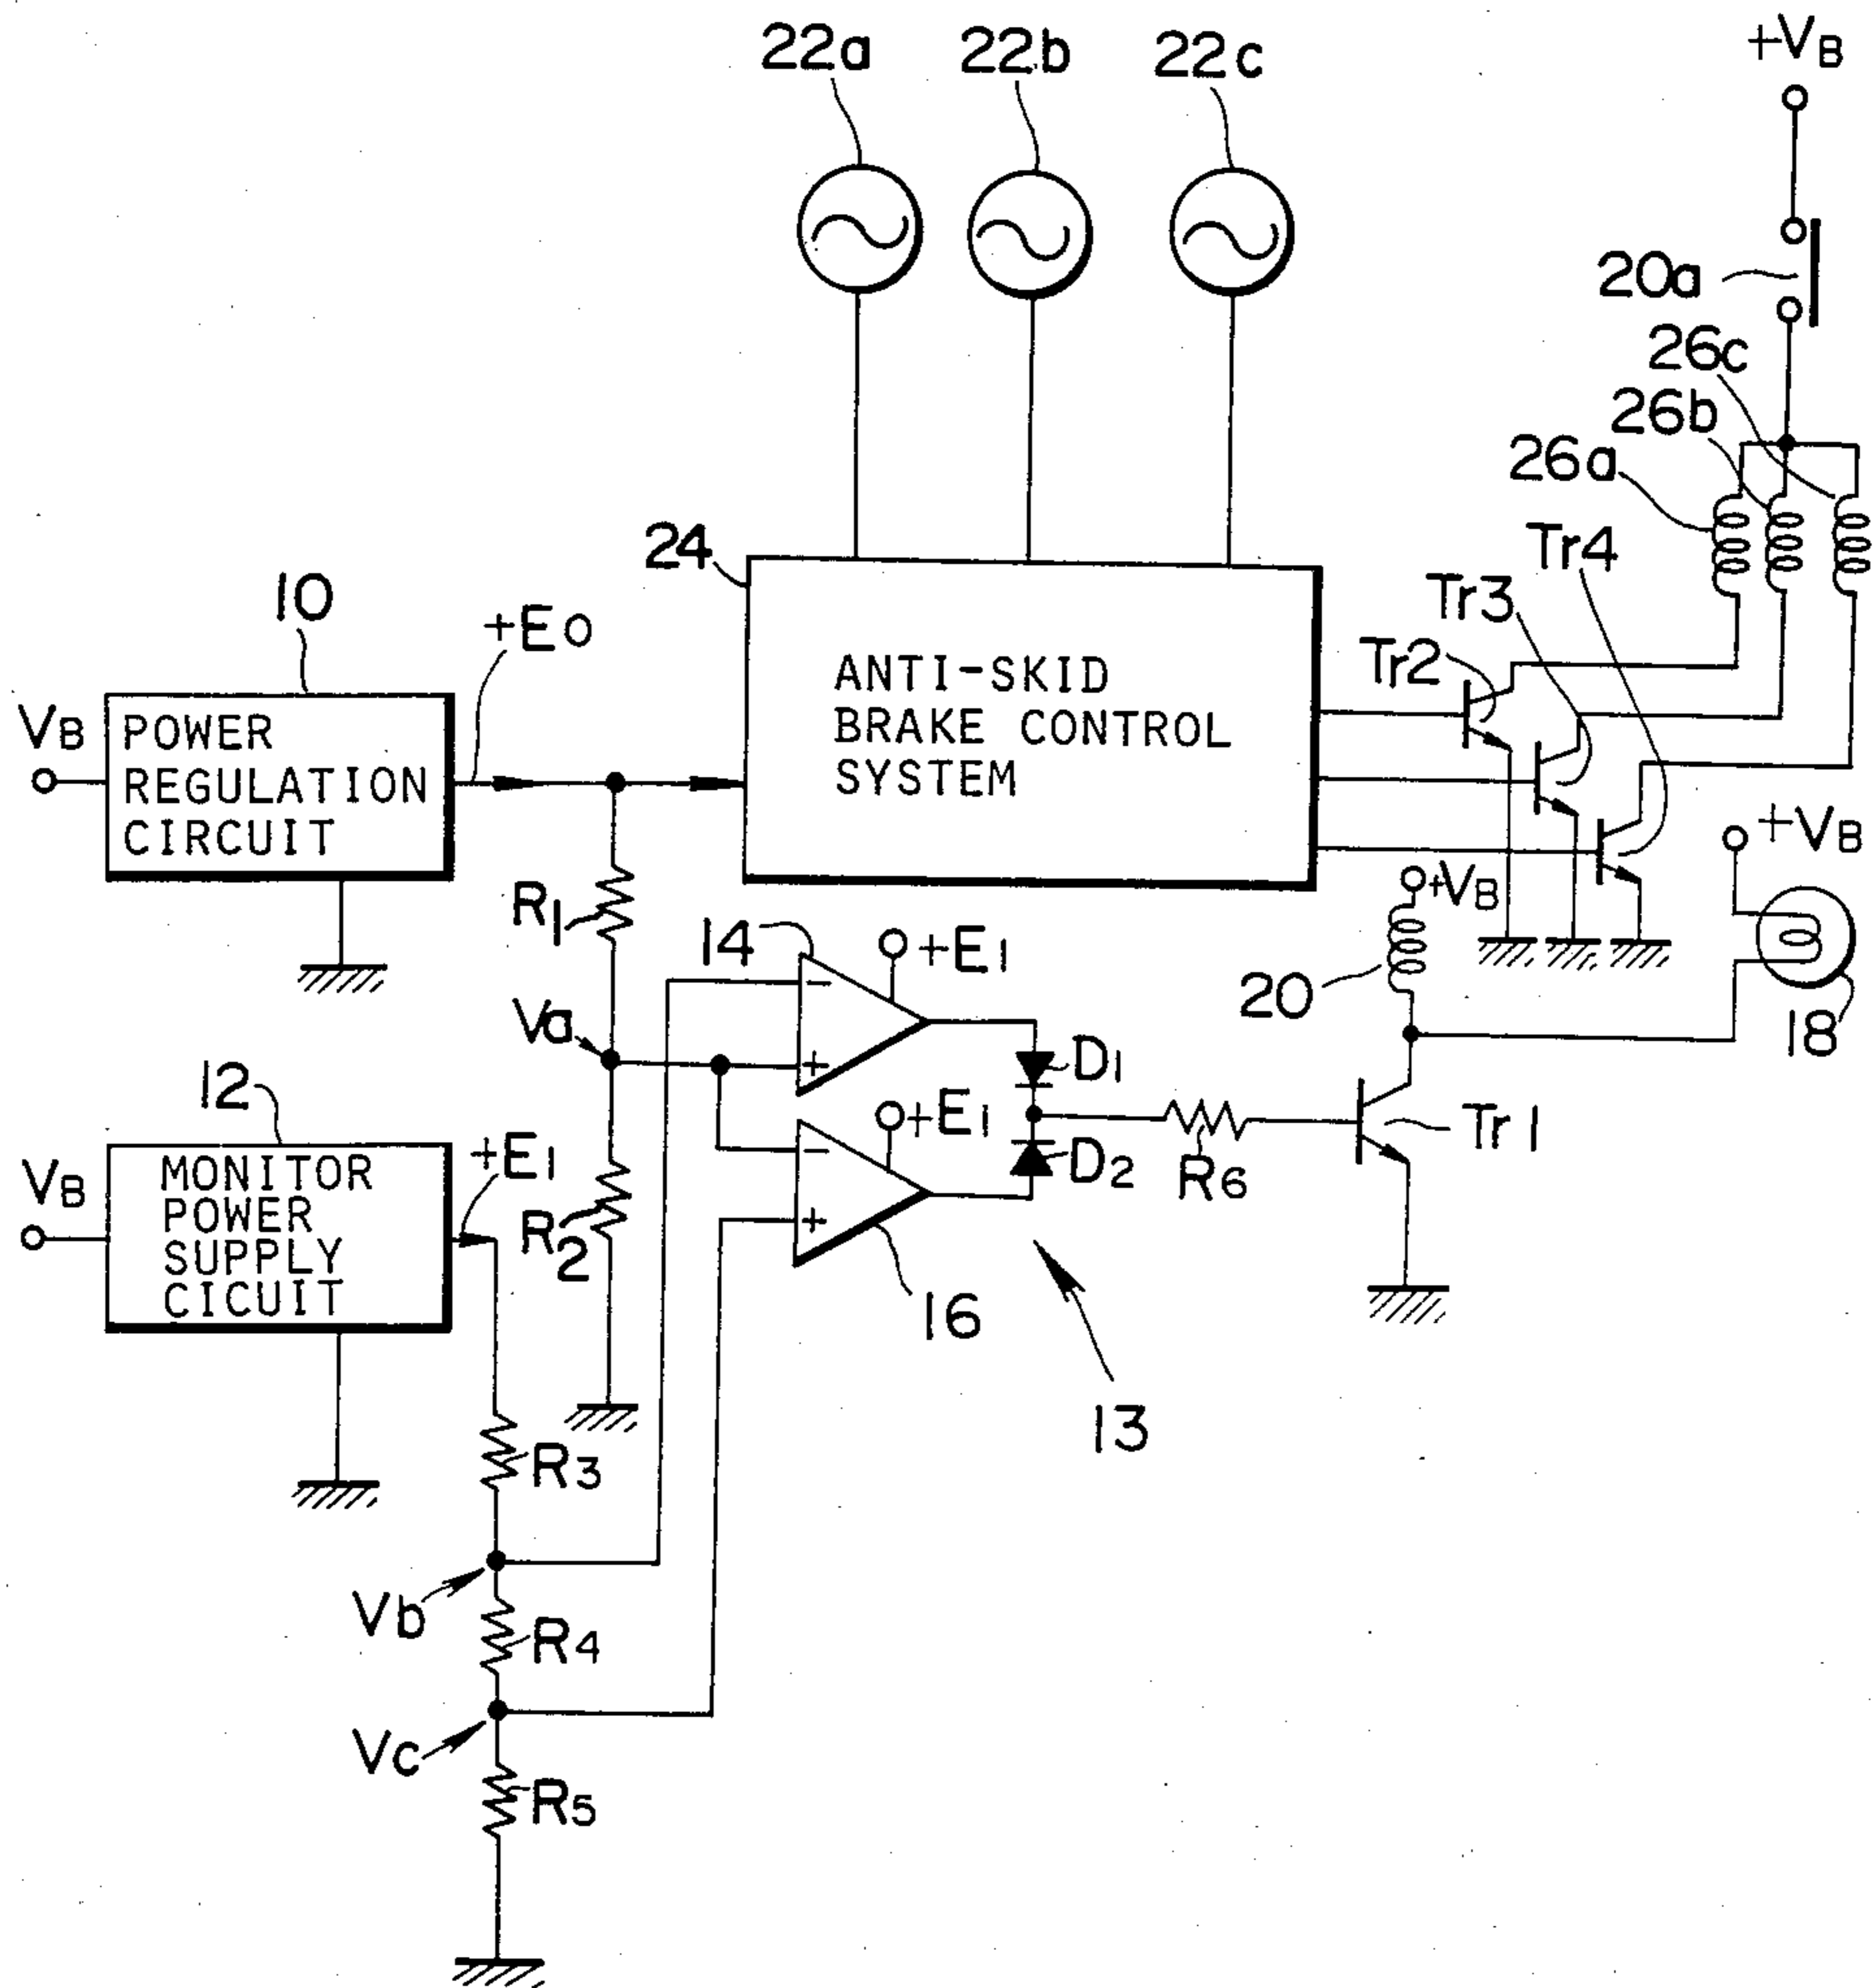 22a 22b 22c
+VB
20a
26c
26b
26a
24
Tr4
Tr3
Tr2
10
+E0
VB
POWER
REGULATION
CIRCUIT
ANTI-SKID
BRAKE CONTROL
SYSTEM
+VB
+VB
R1
14
+E1
20
18
Va
D1
12
+E1
Tr1
VB
MONITOR
POWER
SUPPLY
CICUIT
+E1
D2
R6
R2
16
13
R3
Vb
R4
Vc
R5